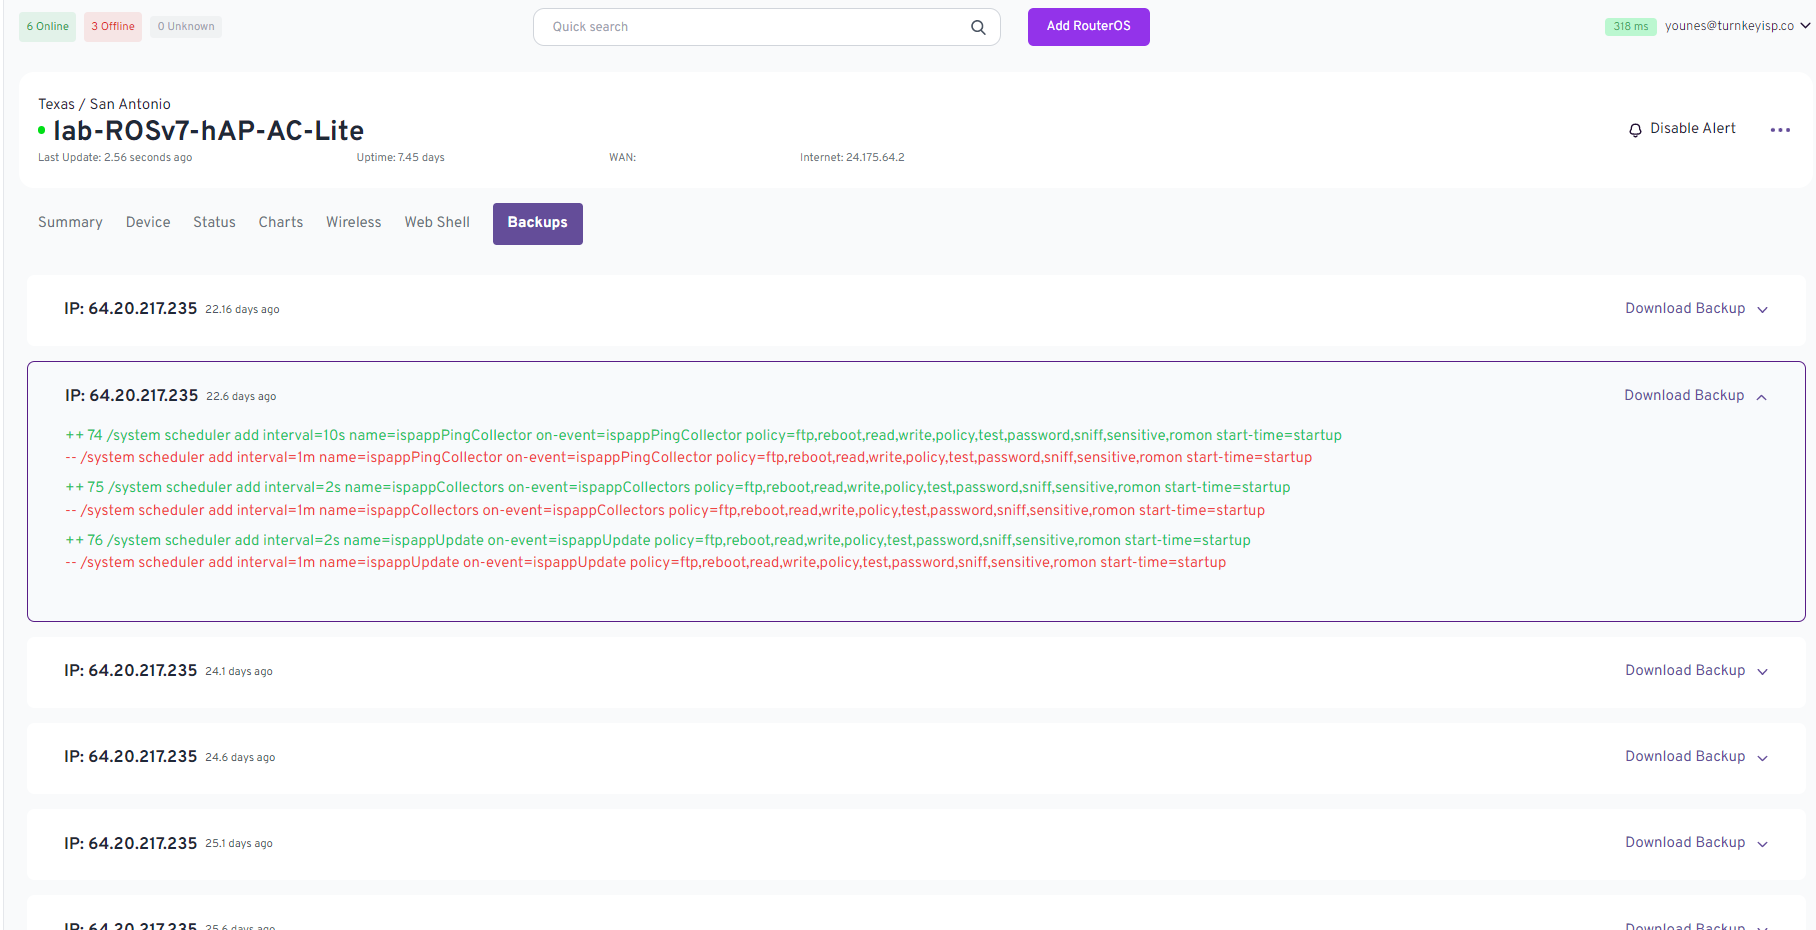 6 Online 3 Offline 0 Unknown Quick search Add RouterOS 318 ms younes@turnkeyisp.co
Texas / San Antonio
lab-ROSv7-hAP-AC-Lite Disable Alert
Last Update: 2.56 seconds ago Uptime: 7.45 days WAN: Internet: 24.175.64.2
Summary Device Status Charts Wireless Web Shell Backups
IP: 64.20.217.235 22.16 days ago Download Backup
IP: 64.20.217.235 22.6 days ago Download Backup
++ 74 /system scheduler add interval=10s name=ispappPingCollector on-event=ispappPingCollector policy=ftp,reboot,read,write,policy,test,password,sniff,sensitive,romon start-time=startup
-- /system scheduler add interval=1m name=ispappPingCollector on-event=ispappPingCollector policy=ftp,reboot,read,write,policy,test,password,sniff,sensitive,romon start-time=startup
++ 75 /system scheduler add interval=2s name=ispappCollectors on-event=ispappCollectors policy=ftp,reboot,read,write,policy,test,password,sniff,sensitive,romon start-time=startup
-- /system scheduler add interval=1m name=ispappCollectors on-event=ispappCollectors policy=ftp,reboot,read,write,policy,test,password,sniff,sensitive,romon start-time=startup
++ 76 /system scheduler add interval=2s name=ispappUpdate on-event=ispappUpdate policy=ftp,reboot,read,write,policy,test,password,sniff,sensitive,romon start-time=startup
-- /system scheduler add interval=1m name=ispappUpdate on-event=ispappUpdate policy=ftp,reboot,read,write,policy,test,password,sniff,sensitive,romon start-time=startup
IP: 64.20.217.235 24.1 days ago Download Backup
IP: 64.20.217.235 24.6 days ago Download Backup
IP: 64.20.217.235 25.1 days ago Download Backup
IP: 64.20.217.235 25.6 days ago Download Backup